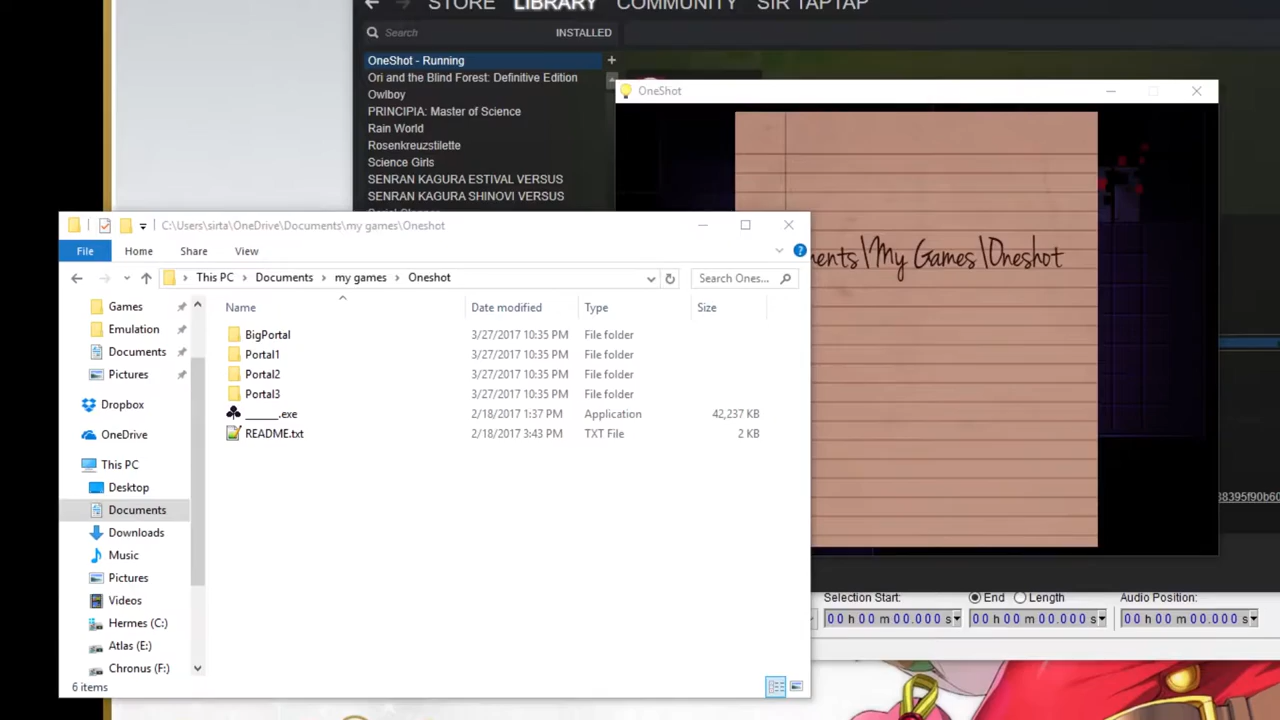 STORE LIBRARY COMMUNITY SIR TAPTAP
Search INSTALLED
OneShot - Running +
Ori and the Blind Forest: Definitive Edition
Owlboy
PRINCIPIA: Master of Science
Rain World
Rosenkreuzstilette
Science Girls
SENRAN KAGURA ESTIVAL VERSUS
SENRAN KAGURA SHINOVI VERSUS
OneShot
ments\My Games\Oneshot
C:\Users\sirta\OneDrive\Documents\my games\Oneshot
File Home Share View
This PC > Documents > my games > Oneshot Search Ones...
Games
Emulation
Documents
Pictures
Dropbox
OneDrive
This PC
Desktop
Documents
Downloads
Music
Pictures
Videos
Hermes (C:)
Atlas (E:)
Chronus (F:)
Name Date modified Type Size
BigPortal 3/27/2017 10:35 PM File folder
Portal1 3/27/2017 10:35 PM File folder
Portal2 3/27/2017 10:35 PM File folder
Portal3 3/27/2017 10:35 PM File folder
______.exe 2/18/2017 1:37 PM Application 42,237 KB
README.txt 2/18/2017 3:43 PM TXT File 2 KB
6 items
38395f90b60
Selection Start: End Length Audio Position:
00 h 00 m 00.000 s 00 h 00 m 00.000 s 00 h 00 m 00.000 s